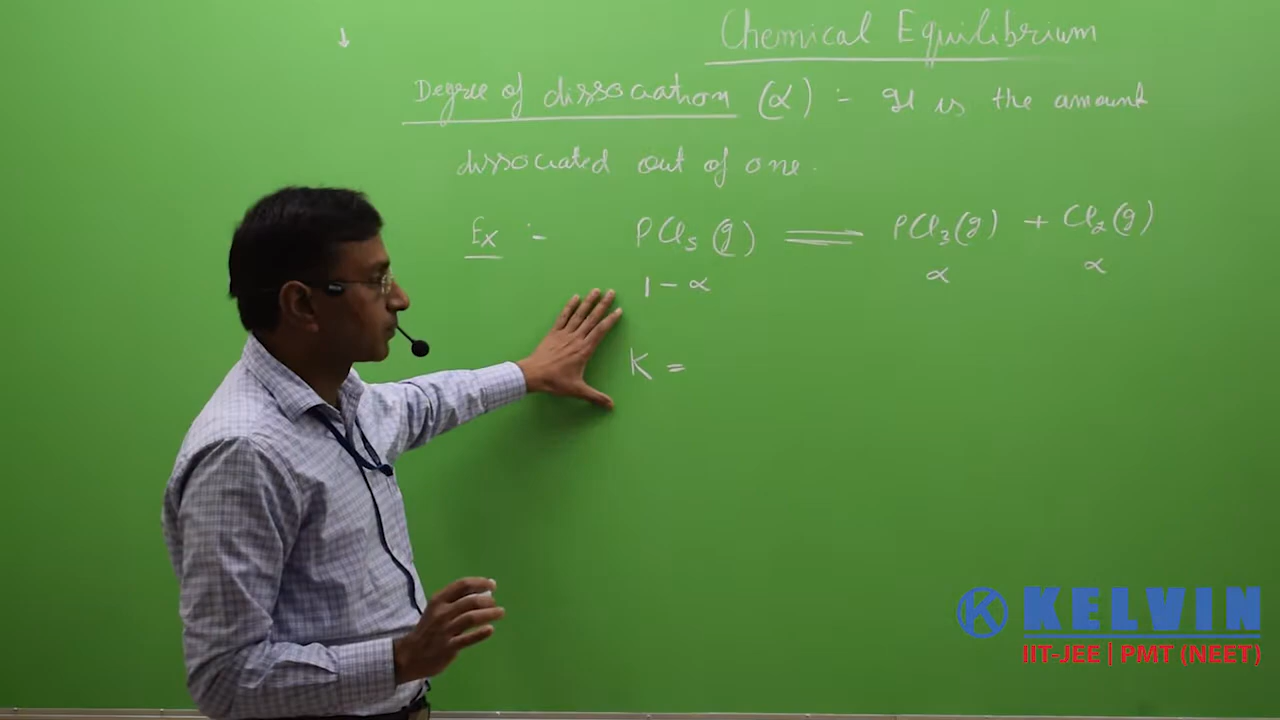 Chemical Equilibrium
Degree of dissociation (α) :- It is the amount
dissociated out of one.
Ex :- PCl₅(g) ⇌ PCl₃(g) + Cl₂(g)
1 - α α α
K =
KELVIN
IIT-JEE | PMT (NEET)